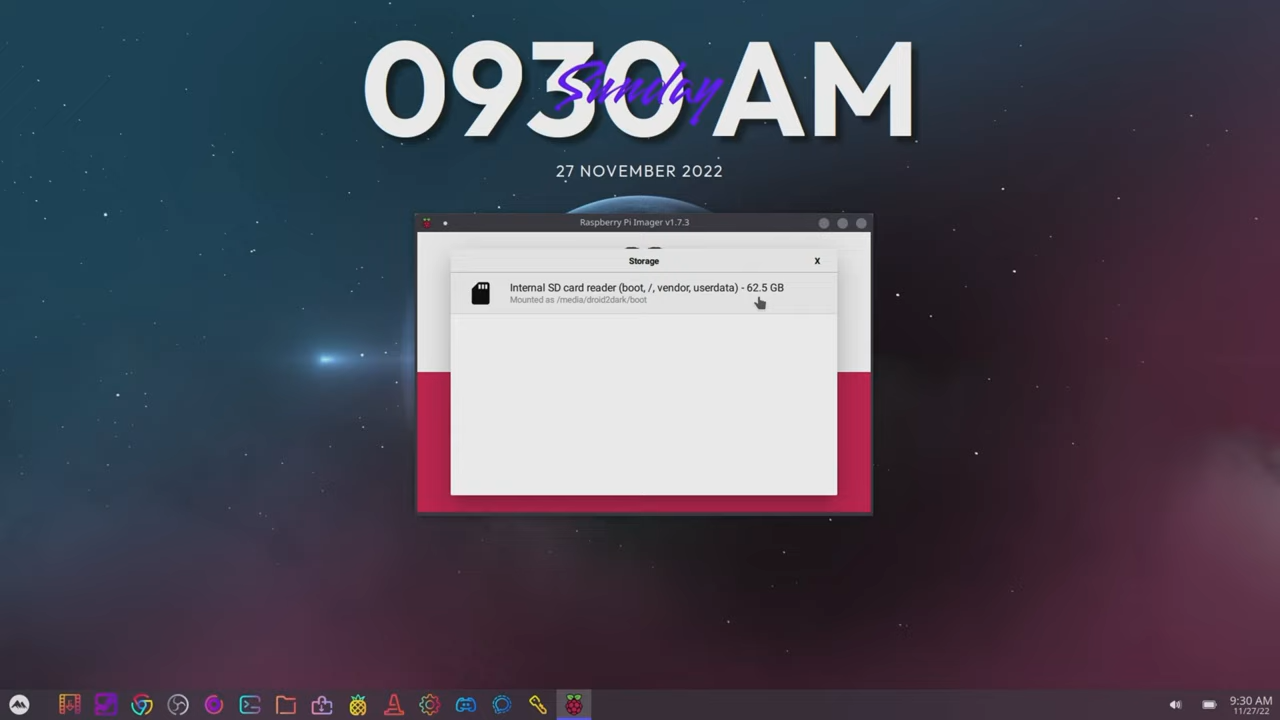 0930 AM
Sunday
27 NOVEMBER 2022
Raspberry Pi Imager v1.7.3
Storage
X
Internal SD card reader (boot, /, vendor, userdata) - 62.5 GB
Mounted as /media/droid2dark/boot
9:30 AM
11/27/22